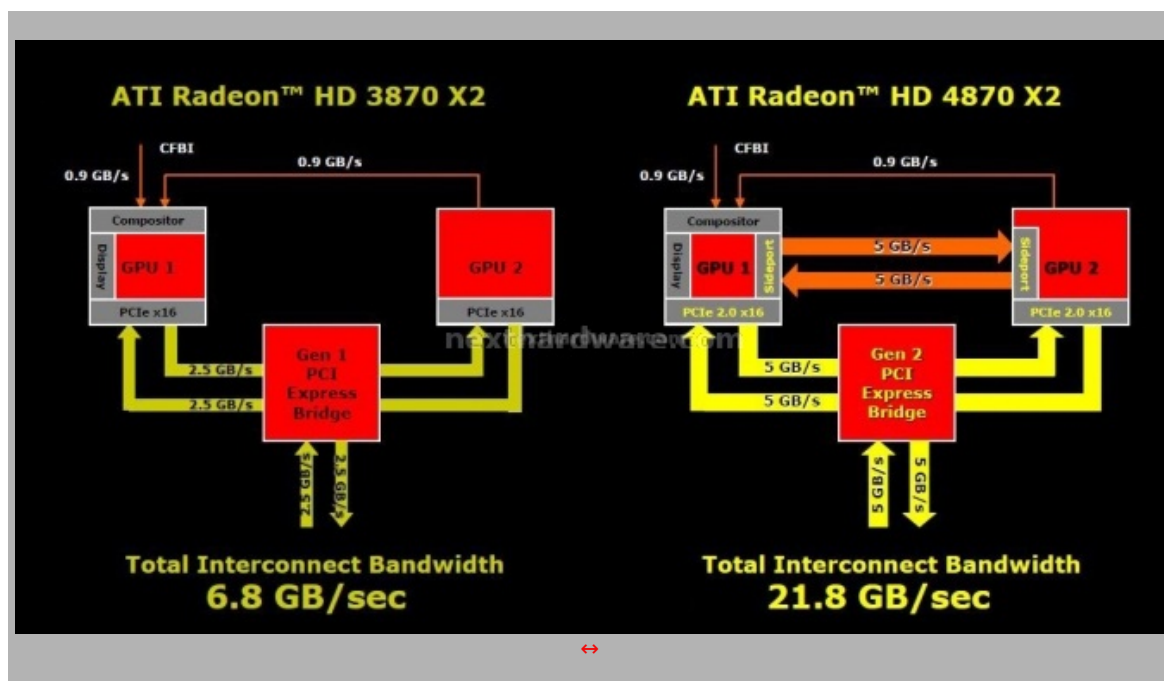 ATI Radeon™ HD 3870 X2
CFBI
0.9 GB/s
0.9 GB/s
Compositor
Display
GPU 1
PCIe x16
GPU 2
PCIe x16
2.5 GB/s
2.5 GB/s
Gen 1
PCI
Express
Bridge
2.5 GB/s
2.5 GB/s
Total Interconnect Bandwidth
6.8 GB/sec
ATI Radeon™ HD 4870 X2
CFBI
0.9 GB/s
0.9 GB/s
Compositor
Display
GPU 1
Sideport
PCIe 2.0 x16
5 GB/s
5 GB/s
Sideport
GPU 2
PCIe 2.0 x16
5 GB/s
5 GB/s
Gen 2
PCI
Express
Bridge
5 GB/s
5 GB/s
Total Interconnect Bandwidth
21.8 GB/sec
nexthardware.com